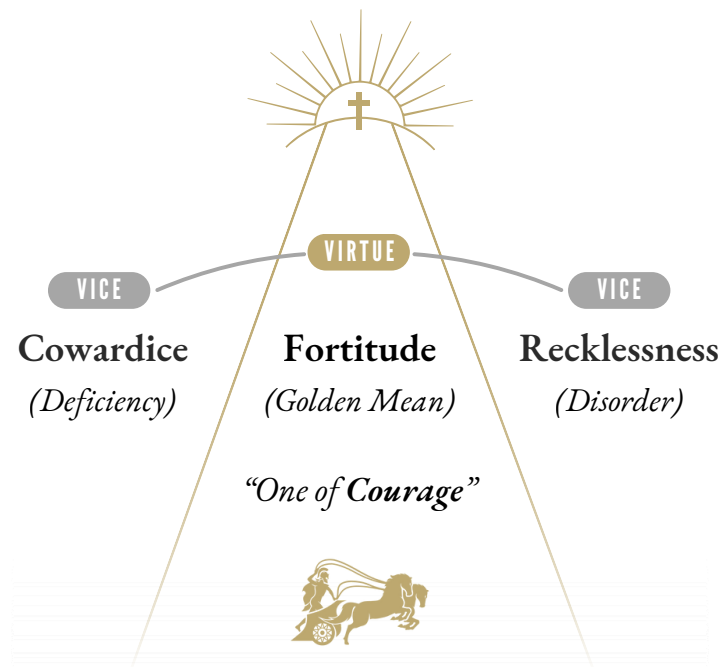 VIRTUE
VICE
VICE
Cowardice
Fortitude
Recklessness
(Deficiency)
(Golden Mean)
(Disorder)
“One of Courage”